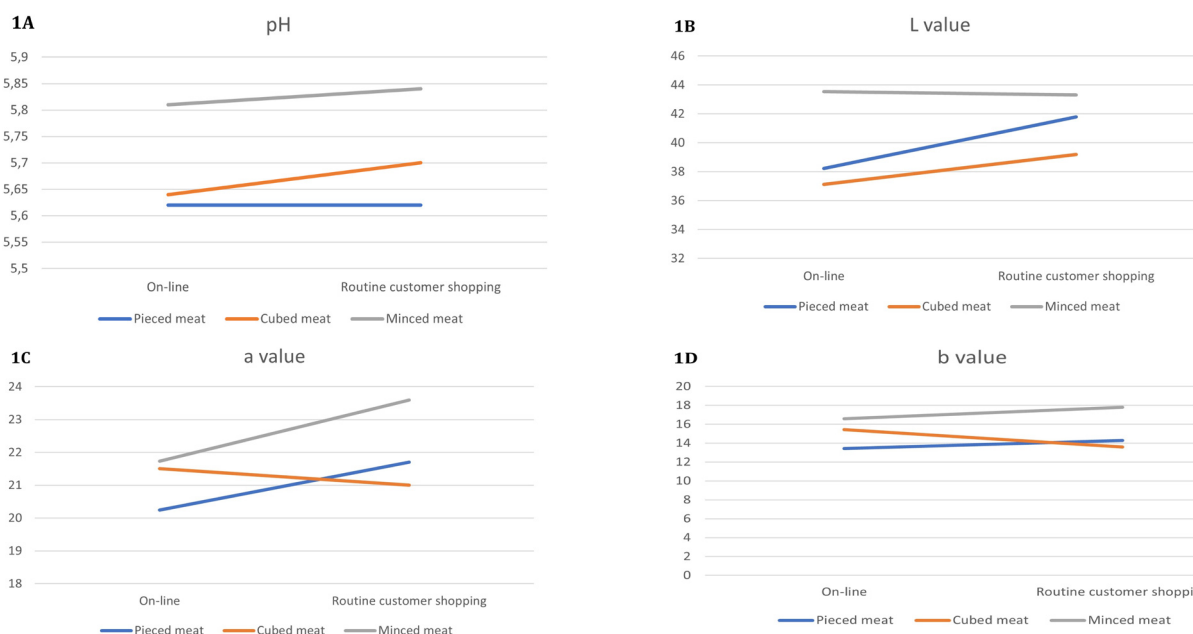 1A
pH
5,9
5,85
5,8
5,75
5,7
5,65
5,6
5,55
5,5
On-line Routine customer shopping
Pieced meat Cubed meat Minced meat
1B
L value
46
44
42
40
38
36
34
32
On-line Routine customer shopping
Pieced meat Cubed meat Minced meat
1C
a value
24
23
22
21
20
19
18
On-line Routine customer shopping
Pieced meat Cubed meat Minced meat
1D
b value
20
18
16
14
12
10
8
6
4
2
0
On-line Routine customer shoppi
Pieced meat Cubed meat Minced meat